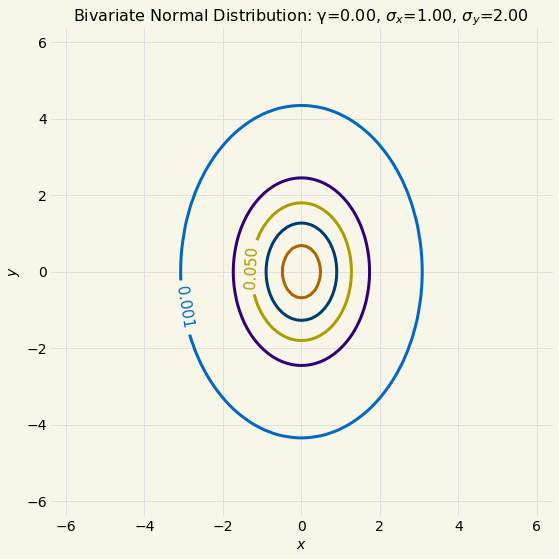 Bivariate Normal Distribution: γ=0.00, σx=1.00, σy=2.00
6
4
2
0
−2
−4
−6
y
0.050
0.001
−6 −4 −2 0 2 4 6
x